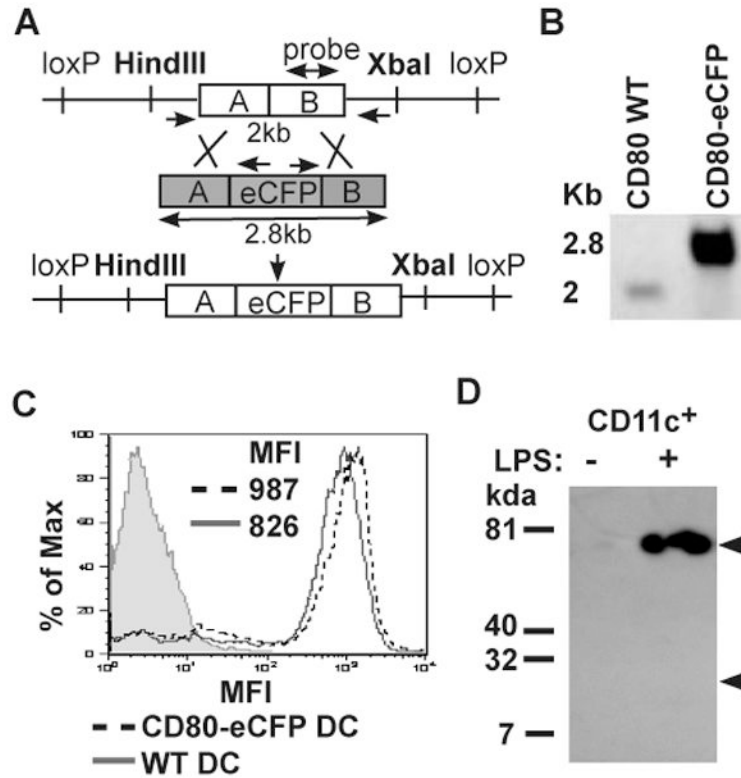 A
probe
loxP HindIII XbaI loxP
A B
2kb
A eCFP B
2.8kb
loxP HindIII XbaI loxP
A eCFP B
B
CD80 WT
CD80-eCFP
Kb
2.8
2
C
100
80
60
40
20
0
% of Max
MFI
987
826
10⁰ 10¹ 10² 10³ 10⁴
MFI
CD80-eCFP DC
WT DC
D
CD11c⁺
LPS: - +
kda
81
40
32
7